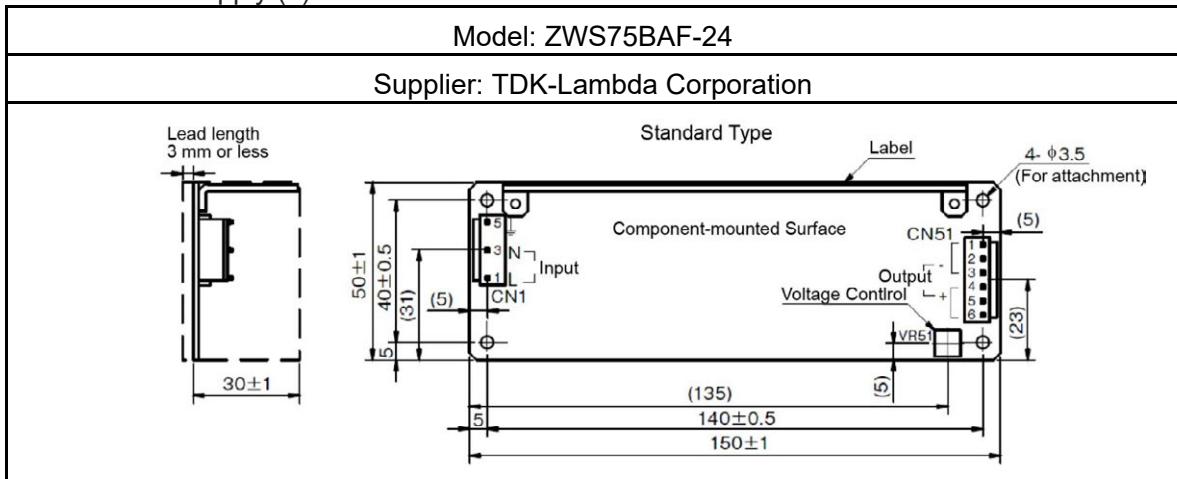 Model: ZWS75BAF-24
Supplier: TDK-Lambda Corporation
Lead length
3 mm or less
Standard Type
Label
4- ϕ3.5
(For attachment)
Component-mounted Surface
CN51
(5)
5
3 N
1 L
Input
CN1
1
2
3
4
5
6
-
Output
+
Voltage Contlrol
VR51
50±1
40±0.5
(31)
(5)
5
(23)
(5)
30±1
(135)
5
140±0.5
150±1